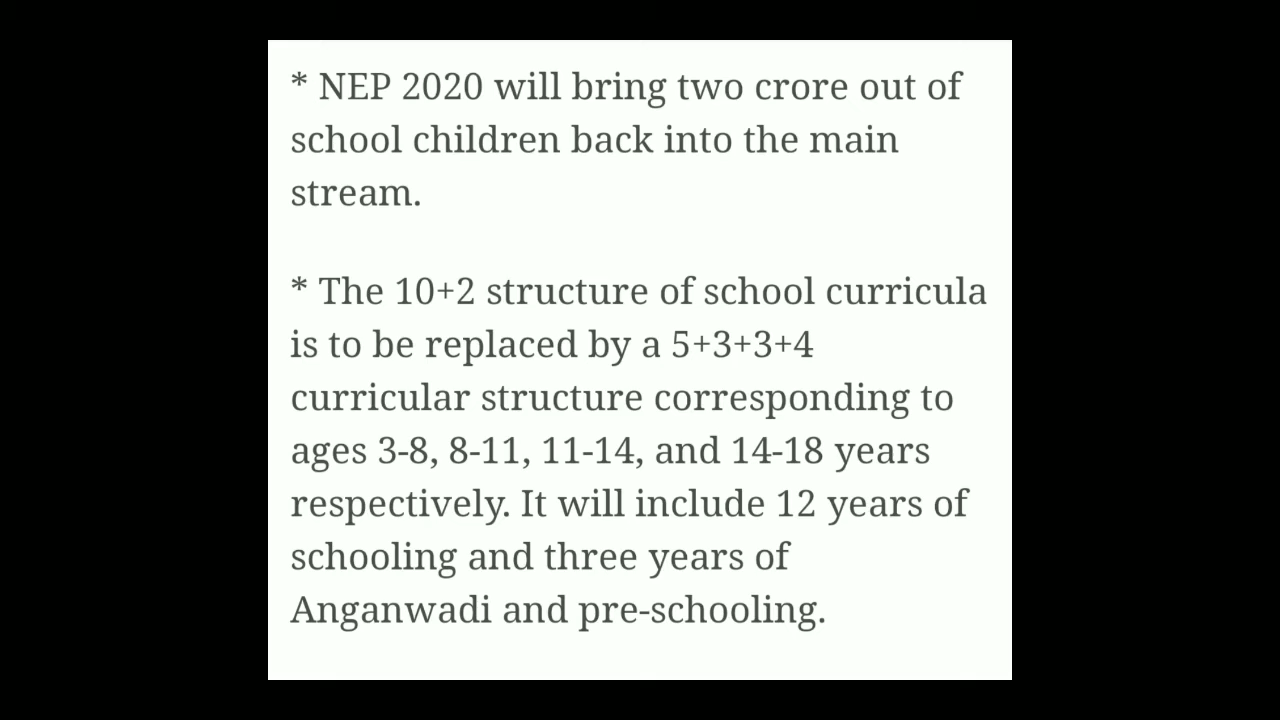 * NEP 2020 will bring two crore out of
school children back into the main
stream.
* The 10+2 structure of school curricula
is to be replaced by a 5+3+3+4
curricular structure corresponding to
ages 3-8, 8-11, 11-14, and 14-18 years
respectively. It will include 12 years of
schooling and three years of
Anganwadi and pre-schooling.